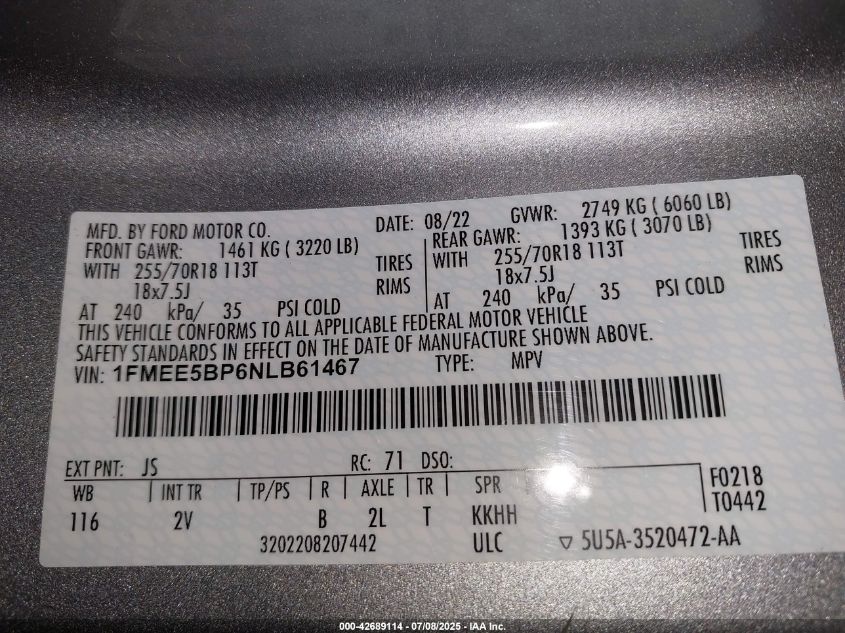 MFD. BY FORD MOTOR CO. DATE: 08/22 GVWR: 2749 KG ( 6060 LB)
FRONT GAWR: 1461 KG ( 3220 LB) REAR GAWR: 1393 KG ( 3070 LB)
WITH 255/70R18 113T TIRES WITH 255/70R18 113T TIRES
18x7.5J RIMS 18x7.5J RIMS
AT 240 kPa/ 35 PSI COLD AT 240 kPa/ 35 PSI COLD
THIS VEHICLE CONFORMS TO ALL APPLICABLE FEDERAL MOTOR VEHICLE
SAFETY STANDARDS IN EFFECT ON THE DATE OF MANUFACTURE SHOWN ABOVE.
VIN: 1FMEE5BP6NLB61467 TYPE: MPV
EXT PNT: JS RC: 71 DSO:
WB INT TR TP/PS R AXLE TR SPR F0218
T0442
116 2V B 2L T KKHH
3202208207442 ULC ▽ 5U5A-3520472-AA
000-42689114 - 07/08/2025 - IAA Inc.